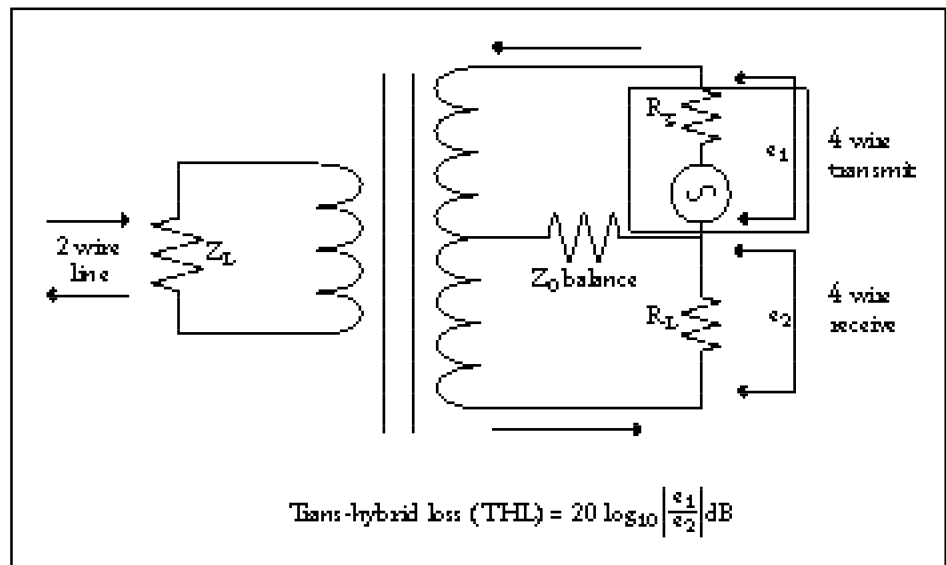 R_s
e_1
4 wire
transmit
2 wire
line
Z_L
Z_0 balance
R_L
e_2
4 wire
receive
Trans-hybrid loss (THL) = 20 log_10 |e_1/e_2| dB